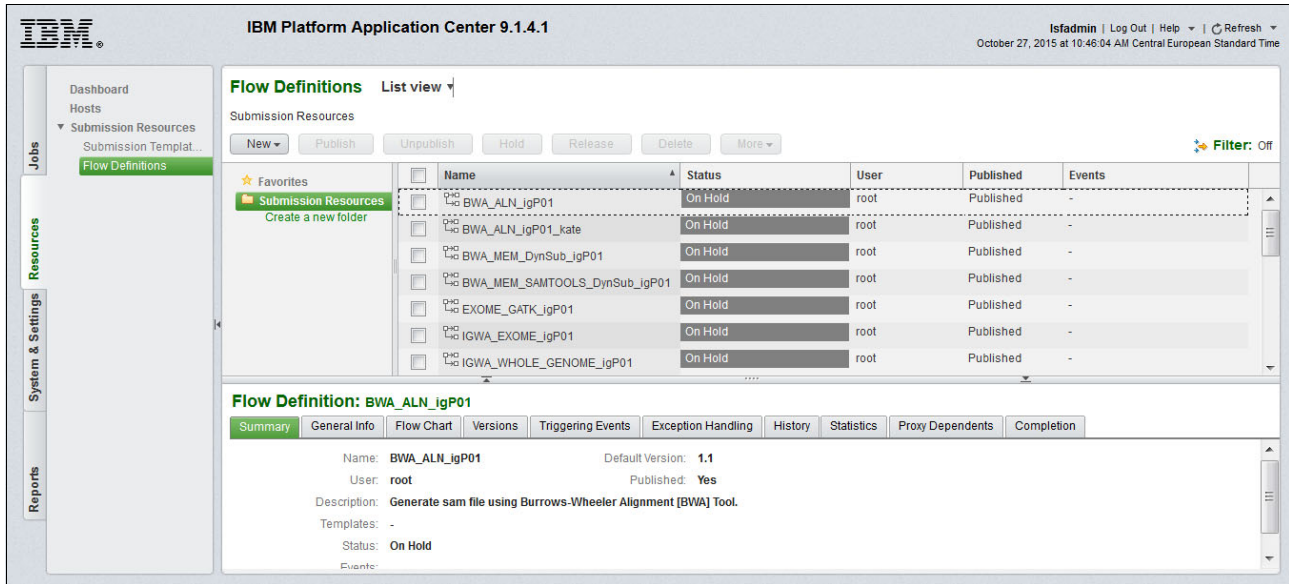 IBM®
IBM Platform Application Center 9.1.4.1
lsfadmin | Log Out | Help | Refresh
October 27, 2015 at 10:46:04 AM Central European Standard Time
Jobs
Resources
System & Settings
Reports
Dashboard
Hosts
Submission Resources
Submission Templat...
Flow Definitions
Flow Definitions List view
Submission Resources
New Publish Unpublish Hold Release Delete More Filter: Off
Favorites
Submission Resources
Create a new folder
Name Status User Published Events
BWA_ALN_igP01 On Hold root Published -
BWA_ALN_igP01_kate On Hold root Published -
BWA_MEM_DynSub_igP01 On Hold root Published -
BWA_MEM_SAMTOOLS_DynSub_igP01 On Hold root Published -
EXOME_GATK_igP01 On Hold root Published -
IGWA_EXOME_igP01 On Hold root Published -
IGWA_WHOLE_GENOME_igP01 On Hold root Published -
Flow Definition: BWA_ALN_igP01
Summary General Info Flow Chart Versions Triggering Events Exception Handling History Statistics Proxy Dependents Completion
Name: BWA_ALN_igP01 Default Version: 1.1
User: root Published: Yes
Description: Generate sam file using Burrows-Wheeler Alignment [BWA] Tool.
Templates: -
Status: On Hold
Events: